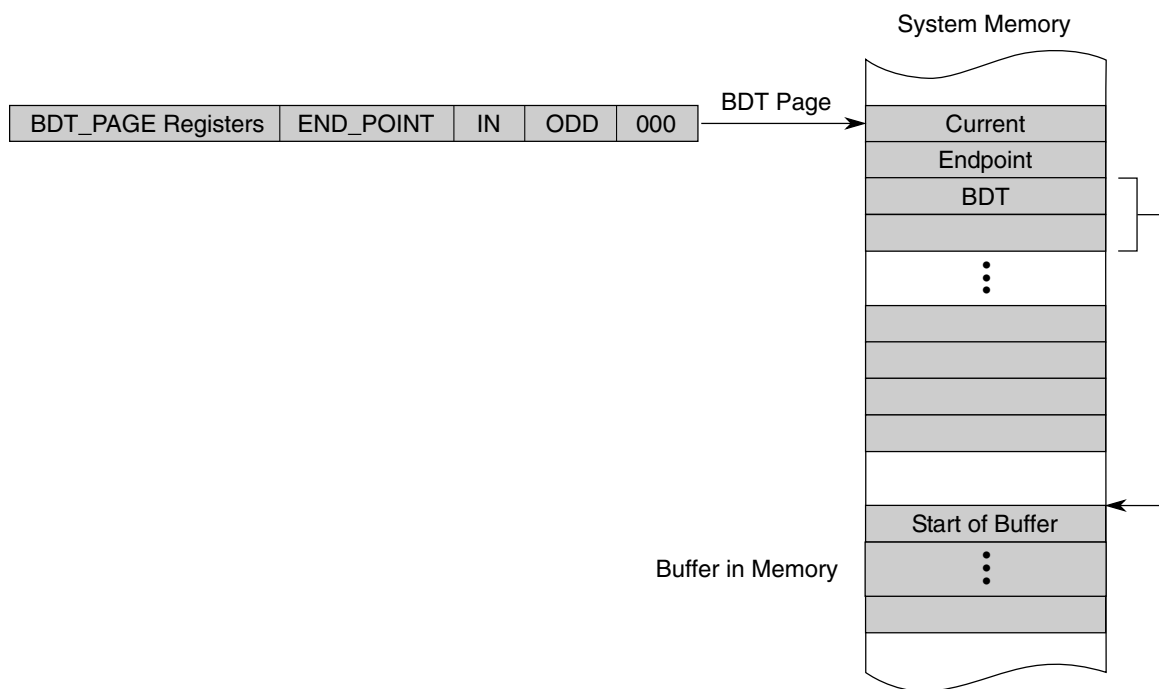 System Memory
BDT_PAGE Registers END_POINT IN ODD 000
BDT Page
Current
Endpoint
BDT
Start of Buffer
Buffer in Memory